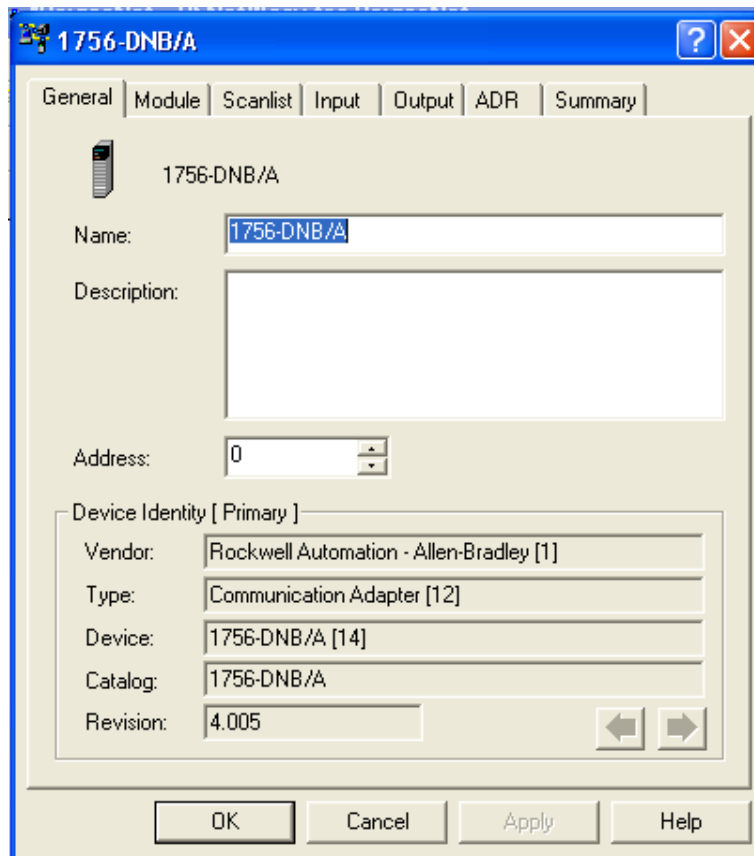 1756-DNB/A
General Module Scanlist Input Output ADR Summary
1756-DNB/A
Name: 1756-DNB/A
Description:
Address: 0
Device Identity [ Primary ]
Vendor: Rockwell Automation - Allen-Bradley [1]
Type: Communication Adapter [12]
Device: 1756-DNB/A [14]
Catalog: 1756-DNB/A
Revision: 4.005
OK Cancel Apply Help